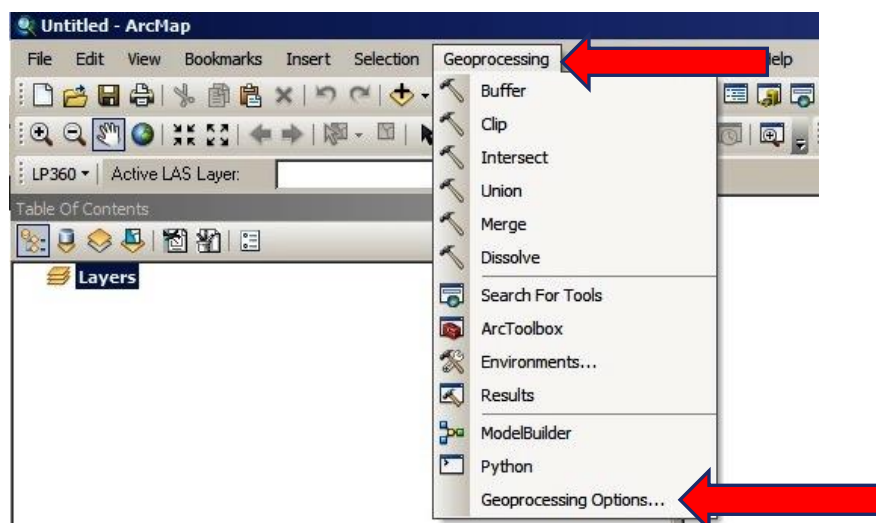 Untitled - ArcMap
File Edit View Bookmarks Insert Selection Geoprocessing
Buffer
Clip
Intersect
LP360 Active LAS Layer:
Union
Table Of Contents
Merge
Dissolve
Layers
Search For Tools
ArcToolbox
Environments...
Results
ModelBuilder
Python
Geoprocessing Options...